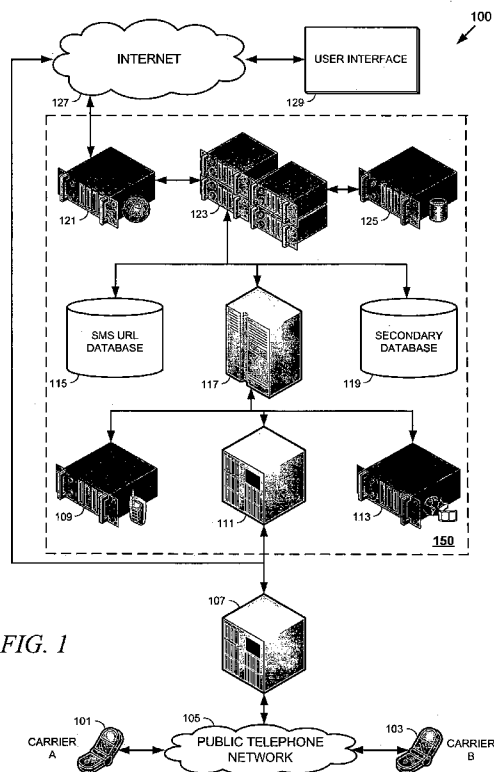 100
INTERNET
USER INTERFACE
127
129
121
123
125
SMS URL
DATABASE
115
117
SECONDARY
DATABASE
119
109
111
113
150
107
FIG. 1
101
105
103
CARRIER
A
PUBLIC TELEPHONE
NETWORK
CARRIER
B